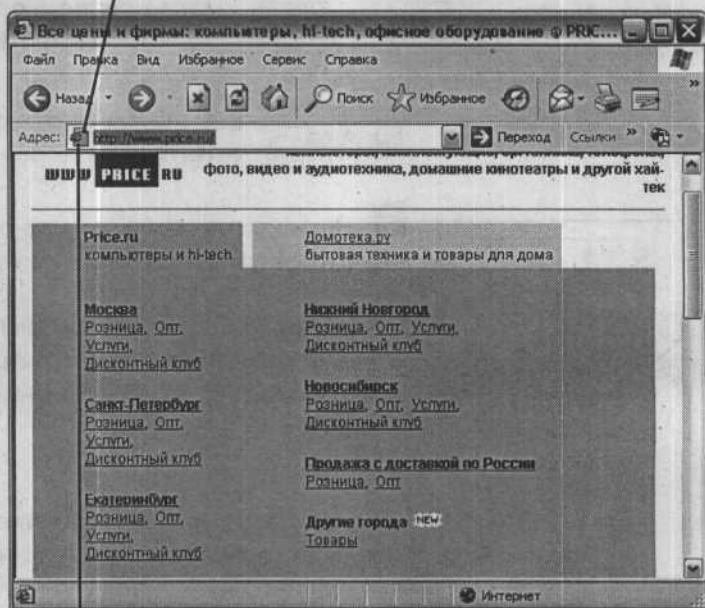 Все цены и фирмы: компьютеры, hi-tech, офисное оборудование @ PRIC...
Файл Правка Вид Избранное Сервис Справка
Назад Поиск Избранное »
Адрес: http://www.price.ru/ Переход Ссылки »
компьютеры, комплектующие, оргтехника, телефоны,
WWW PRICE RU фото, видео и аудиотехника, домашние кинотеатры и другой хай-
тек
Price.ru Домотека.ру
компьютеры и hi-tech бытовая техника и товары для дома
Москва
Розница, Опт,
Услуги,
Дисконтный клуб
Санкт-Петербург
Розница, Опт,
Услуги,
Дисконтный клуб
Екатеринбург
Розница, Опт,
Услуги,
Дисконтный клуб
Нижний Новгород
Розница, Опт, Услуги,
Дисконтный клуб
Новосибирск
Розница, Опт, Услуги,
Дисконтный клуб
Продажа с доставкой по России
Розница, Опт
Другие города NEW
Товары
Интернет